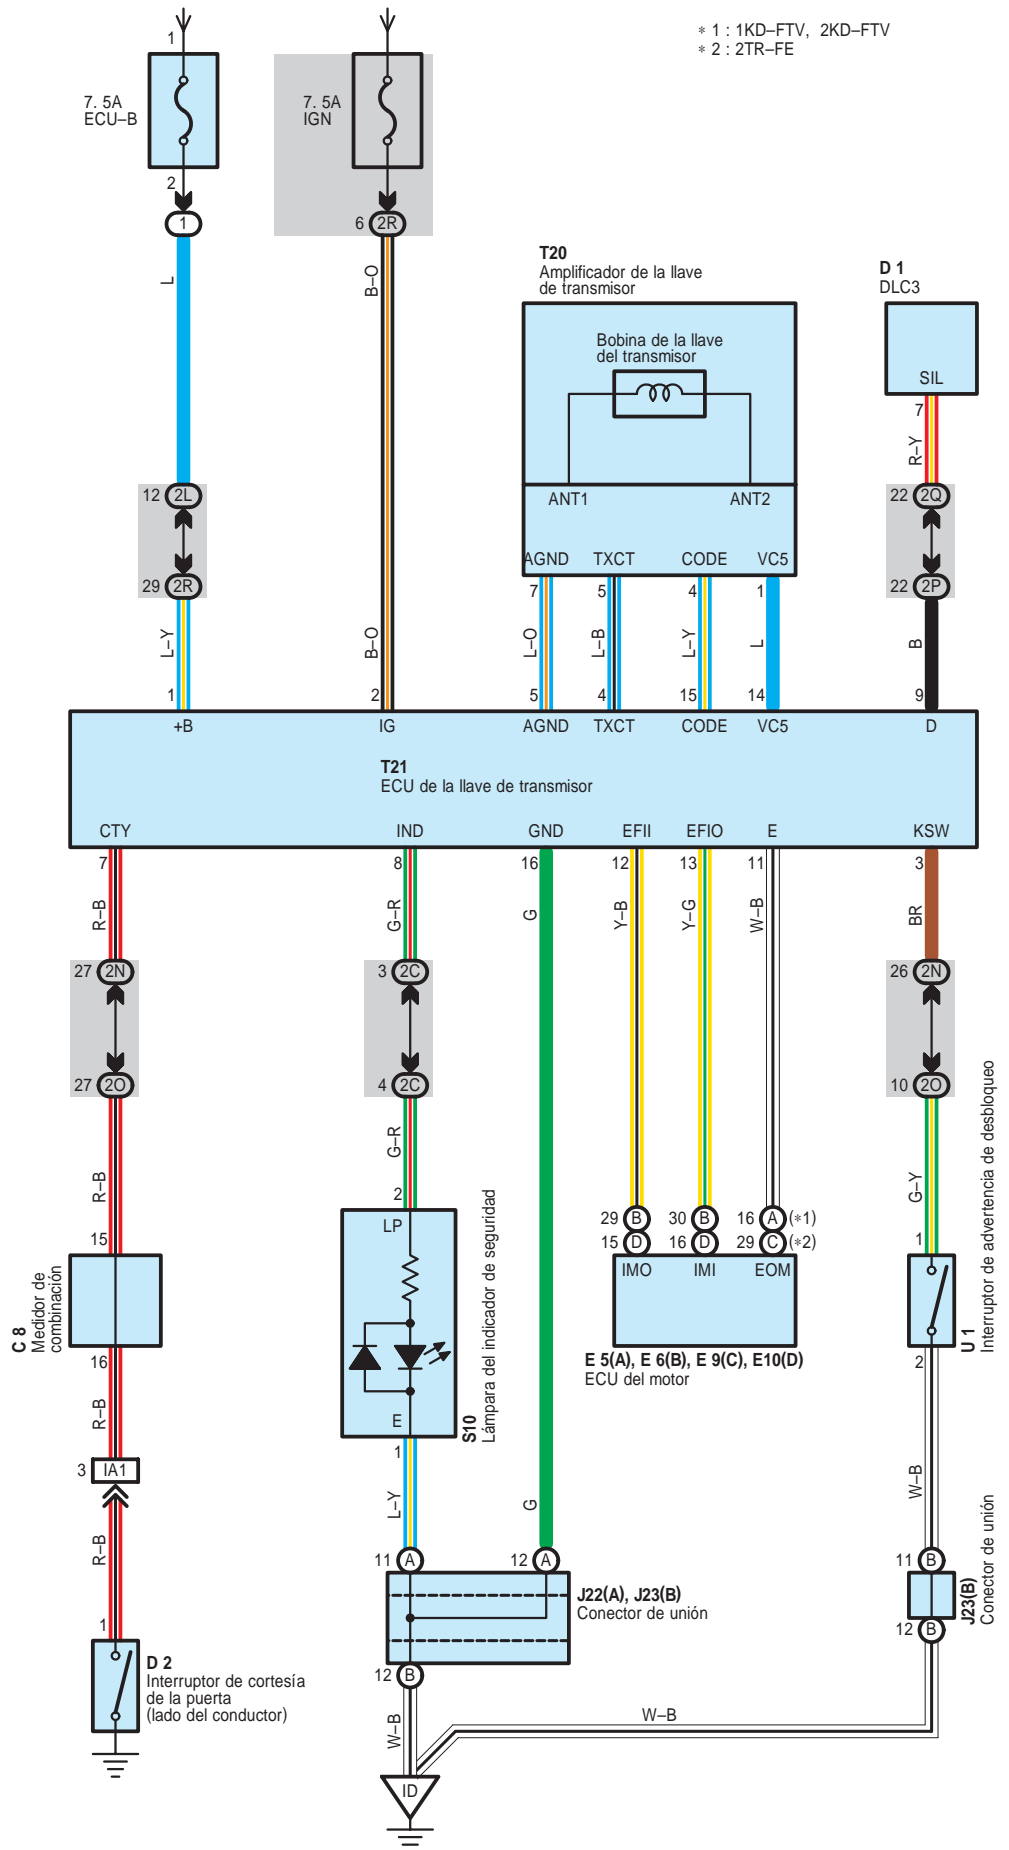 ∗ 1 : 1KD–FTV, 2KD–FTV
∗ 2 : 2TR–FE
1
7. 5A
ECU–B
2
1
7. 5A
IGN
6 2R
L
B–O
T20
Amplificador de la llave
de transmisor
Bobina de la llave
del transmisor
ANT1 ANT2
AGND TXCT CODE VC5
D 1
DLC3
SIL
7
R–Y
12 2L
29 2R
22 2Q
22 2P
7 5 4 1
L–Y
B–O
L–O
L–B
L–Y
L
B
1 2 5 4 15 14 9
+B IG AGND TXCT CODE VC5 D
T21
ECU de la llave de transmisor
CTY IND GND EFII EFIO E KSW
7 8 16 12 13 11 3
R–B
G–R
G
Y–B
Y–G
W–B
BR
27 2N
3 2C
26 2N
27 2O
4 2C
10 2O
R–B
G–R
G–Y
15
2
1
LP
29 B 30 B 16 A (∗1)
15 D 16 D 29 C (∗2)
IMO IMI EOM
E 5(A), E 6(B), E 9(C), E10(D)
ECU del motor
C 8
Medidor de
combinación
16
R–B
3 IA1
R–B
1
D 2
Interruptor de cortesía
de la puerta
(lado del conductor)
E
S10
Lámpara del indicador de seguridad
1
L–Y
G
11 A
12 A
J22(A), J23(B)
Conector de unión
12 B
W–B
W–B
ID
U 1
Interruptor de advertencia de desbloqueo
2
W–B
11 B
J23(B)
Conector de unión
12 B